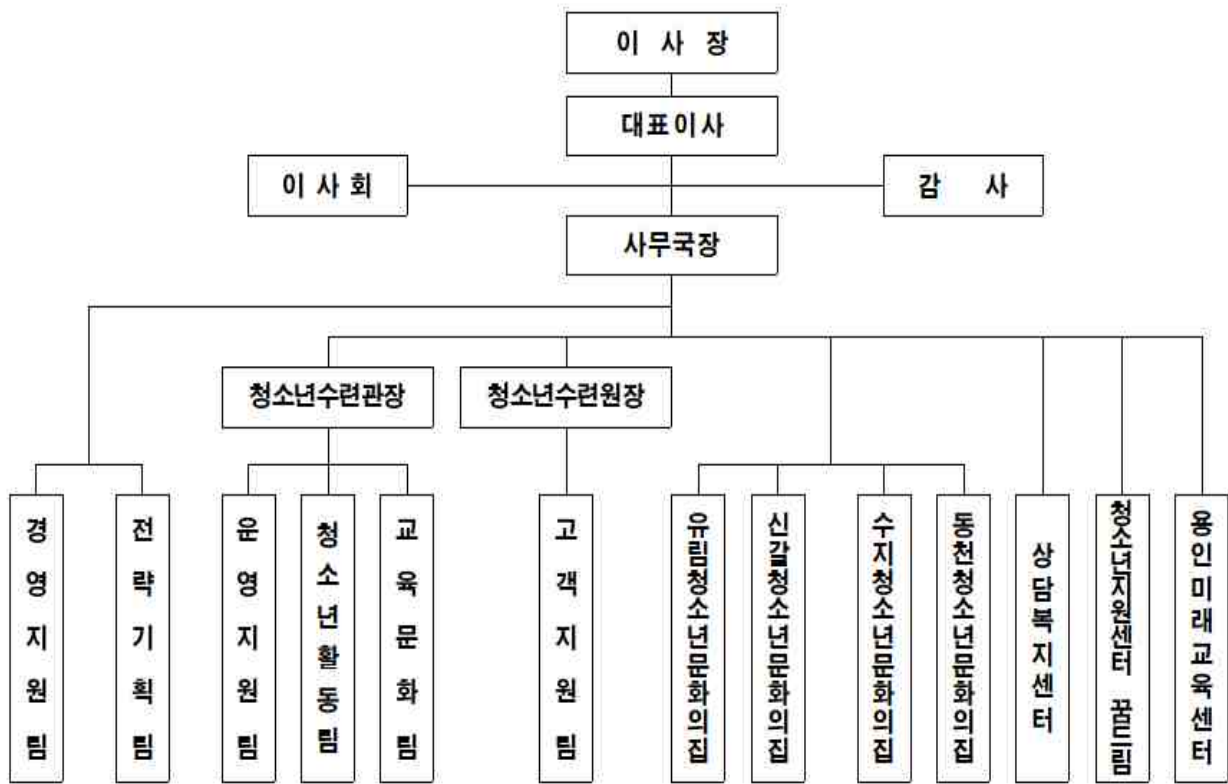 이 사 장
대표이사
이 사 회
감 사
사무국장
청소년수련관장
청소년수련원장
경영지원팀
전략기획팀
운영지원팀
청소년활동팀
교육문화팀
고객지원팀
유림청소년문화의집
신갈청소년문화의집
수지청소년문화의집
동천청소년문화의집
상담복지센터
청소년지원센터 꿈드림
용인미래교육센터